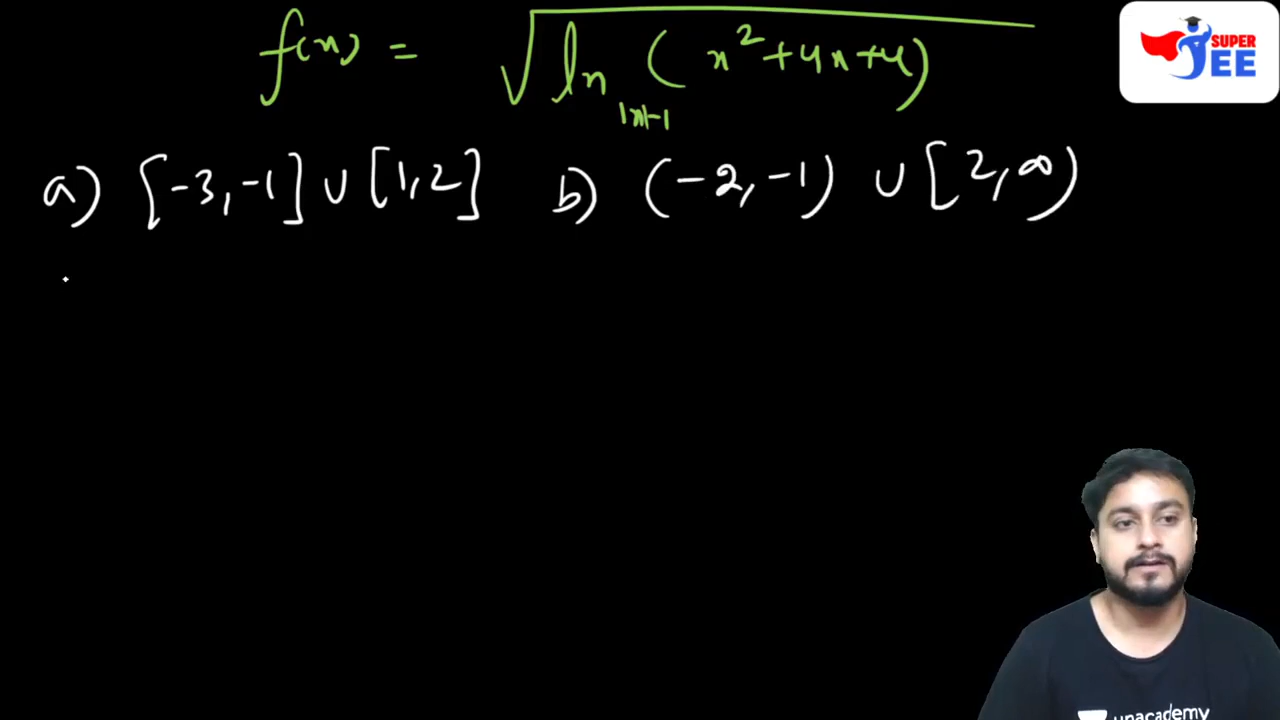 f(x) = √ln |x|-1 (x²+4x+4)
SUPER
JEE
a) [-3,-1] ∪ [1,2] b) (-2,-1) ∪ [2,∞)
unacademy